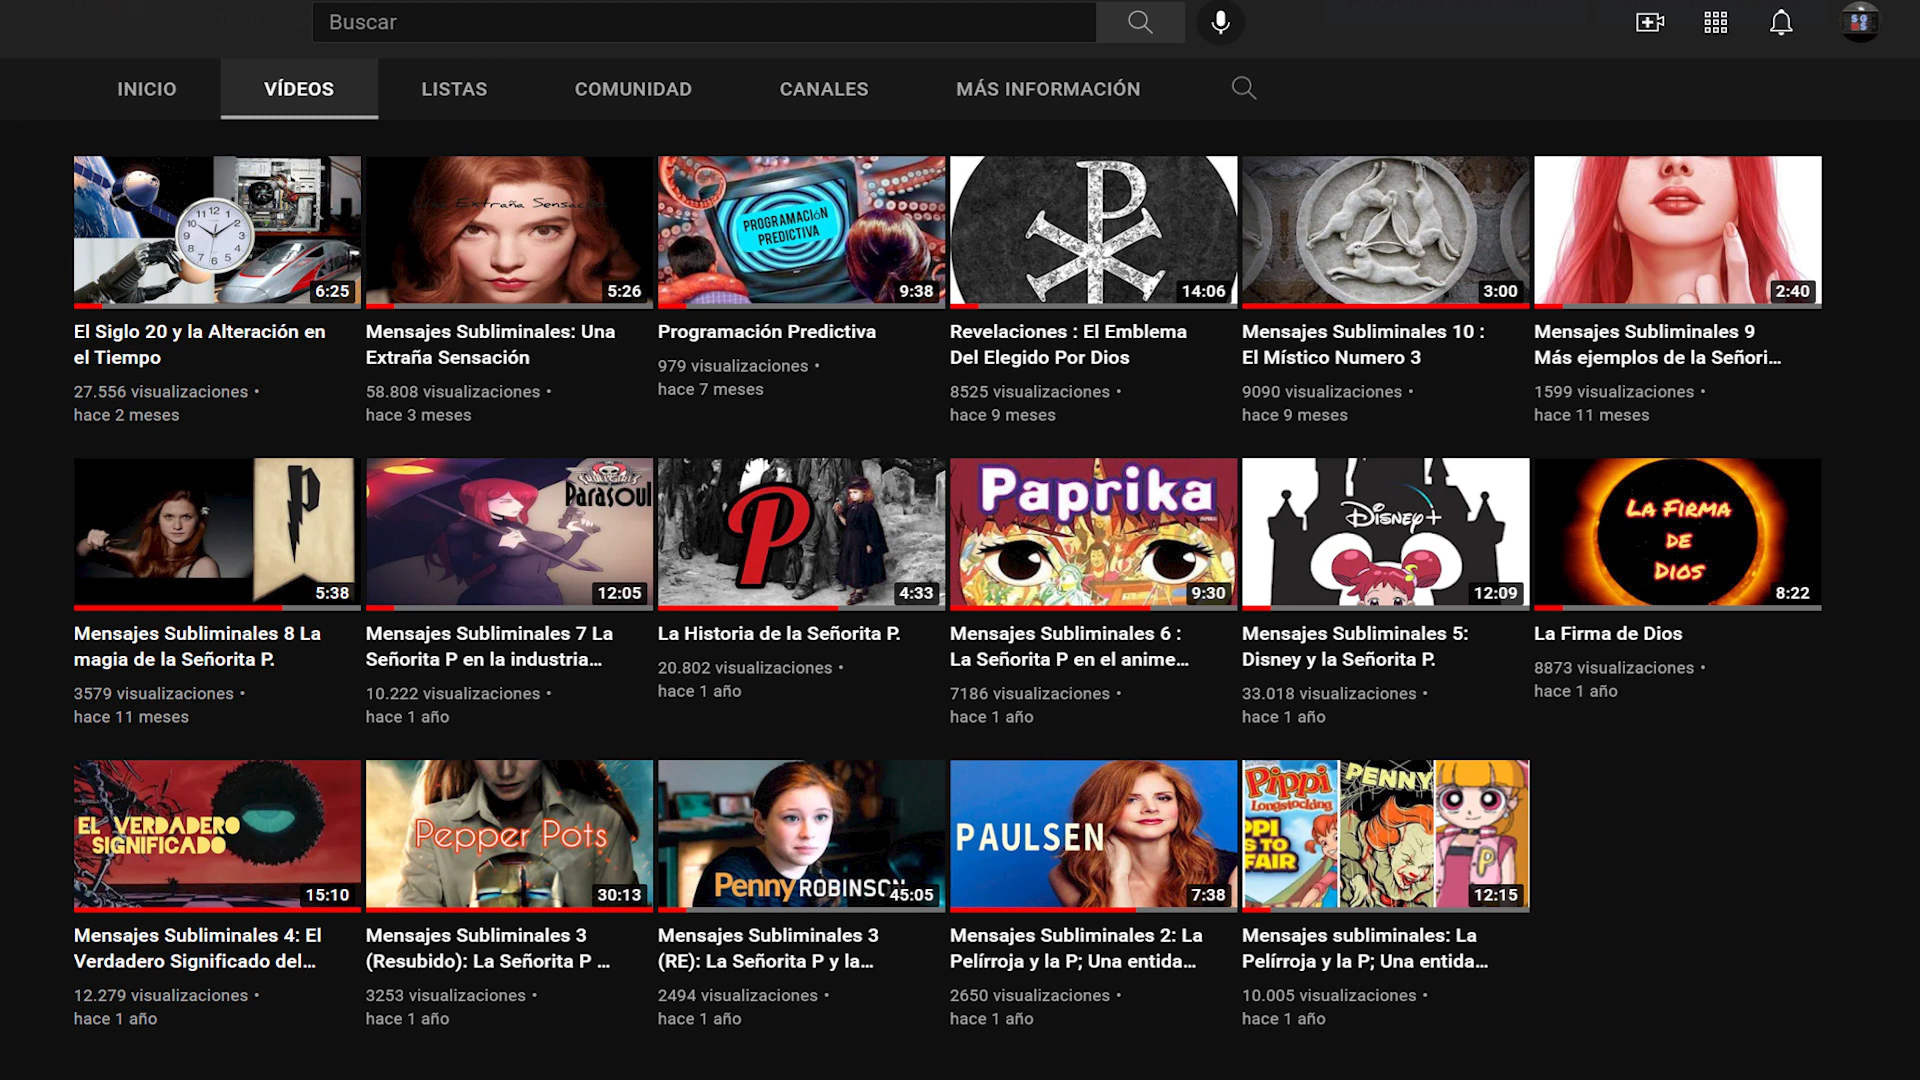 Buscar
INICIO VÍDEOS LISTAS COMUNIDAD CANALES MÁS INFORMACIÓN
6:25
El Siglo 20 y la Alteración en
el Tiempo
27.556 visualizaciones •
hace 2 meses
Una Extraña Sensación
5:26
Mensajes Subliminales: Una
Extraña Sensación
58.808 visualizaciones •
hace 3 meses
PROGRAMACIÓN
PREDICTIVA
9:38
Programación Predictiva
979 visualizaciones •
hace 7 meses
14:06
Revelaciones : El Emblema
Del Elegido Por Dios
8525 visualizaciones •
hace 9 meses
3:00
Mensajes Subliminales 10 :
El Místico Numero 3
9090 visualizaciones •
hace 9 meses
2:40
Mensajes Subliminales 9
Más ejemplos de la Señori...
1599 visualizaciones •
hace 11 meses
P
5:38
Mensajes Subliminales 8 La
magia de la Señorita P.
3579 visualizaciones •
hace 11 meses
Parasoul
12:05
Mensajes Subliminales 7 La
Señorita P en la industria...
10.222 visualizaciones •
hace 1 año
P
4:33
La Historia de la Señorita P.
20.802 visualizaciones •
hace 1 año
Paprika
9:30
Mensajes Subliminales 6 :
La Señorita P en el anime...
7186 visualizaciones •
hace 1 año
Disney+
12:09
Mensajes Subliminales 5:
Disney y la Señorita P.
33.018 visualizaciones •
hace 1 año
La Firma
de
Dios
8:22
La Firma de Dios
8873 visualizaciones •
hace 1 año
EL VERDADERO
SIGNIFICADO
15:10
Mensajes Subliminales 4: El
Verdadero Significado del...
12.279 visualizaciones •
hace 1 año
Pepper Pots
30:13
Mensajes Subliminales 3
(Resubido): La Señorita P ...
3253 visualizaciones •
hace 1 año
Penny ROBINSON
45:05
Mensajes Subliminales 3
(RE): La Señorita P y la...
2494 visualizaciones •
hace 1 año
PAULSEN
7:38
Mensajes Subliminales 2: La
Pelírroja y la P; Una entida...
2650 visualizaciones •
hace 1 año
Pippi
Longstocking
PPI
S TO
FAIR
PENNY
P
12:15
Mensajes subliminales: La
Pelírroja y la P; Una entida...
10.005 visualizaciones •
hace 1 año